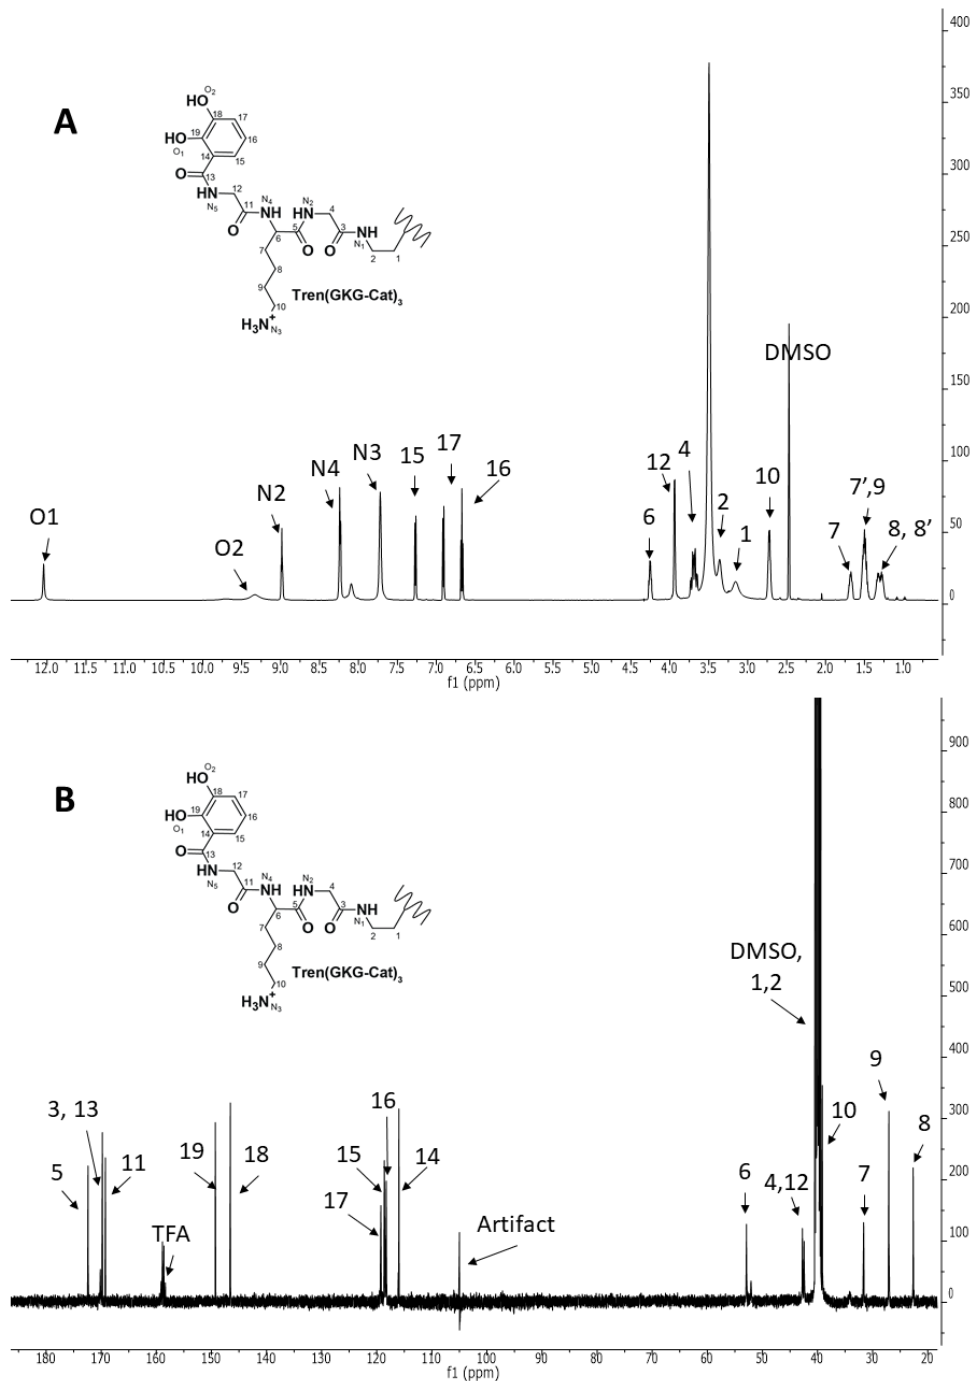 A
HO O2
18
17
HO 19
16
O1 14
15
O 13
HN 12
N5
N4
NH
11
O
6
7
8
9
10
H3N+ N3
N2
HN 4
5
O
3
O
NH
N1
2
1
Tren(GKG-Cat)3
DMSO
O1
O2
N2
N4
N3
15
17
16
6
12
4
2
1
10
7
7’,9
8, 8’
400
350
300
250
200
150
100
50
0
12.0 11.5 11.0 10.5 10.0 9.5 9.0 8.5 8.0 7.5 7.0 6.5 6.0 5.5 5.0 4.5 4.0 3.5 3.0 2.5 2.0 1.5 1.0
f1 (ppm)
B
HO O2
18
17
HO 19
16
O1 14
15
O 13
HN 12
N5
N4
NH
11
O
6
7
8
9
10
H3N+ N3
N2
HN 4
5
O
3
O
NH
N1
2
1
Tren(GKG-Cat)3
DMSO,
1,2
5
3, 13
11
TFA
19
18
17
15
16
14
Artifact
6
4,12
10
7
9
8
900
800
700
600
500
400
300
200
100
0
180 170 160 150 140 130 120 110 100 90 80 70 60 50 40 30 20
f1 (ppm)